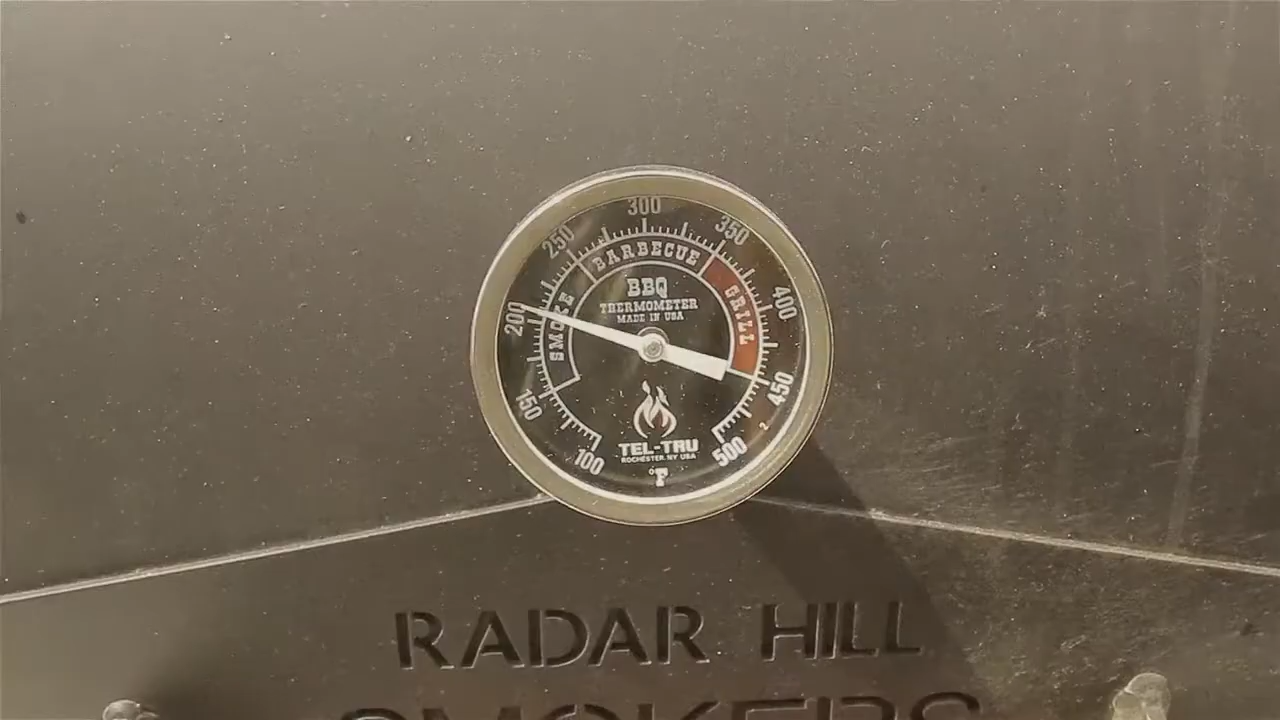 300
250
350
BARBECUE
200
SMOKE
BBQ
THERMOMETER
MADE IN USA
GRILL
400
150
450
100
TEL-TRU
ROCHESTER, NY USA
500
°F
RADAR HILL
SMOKERS